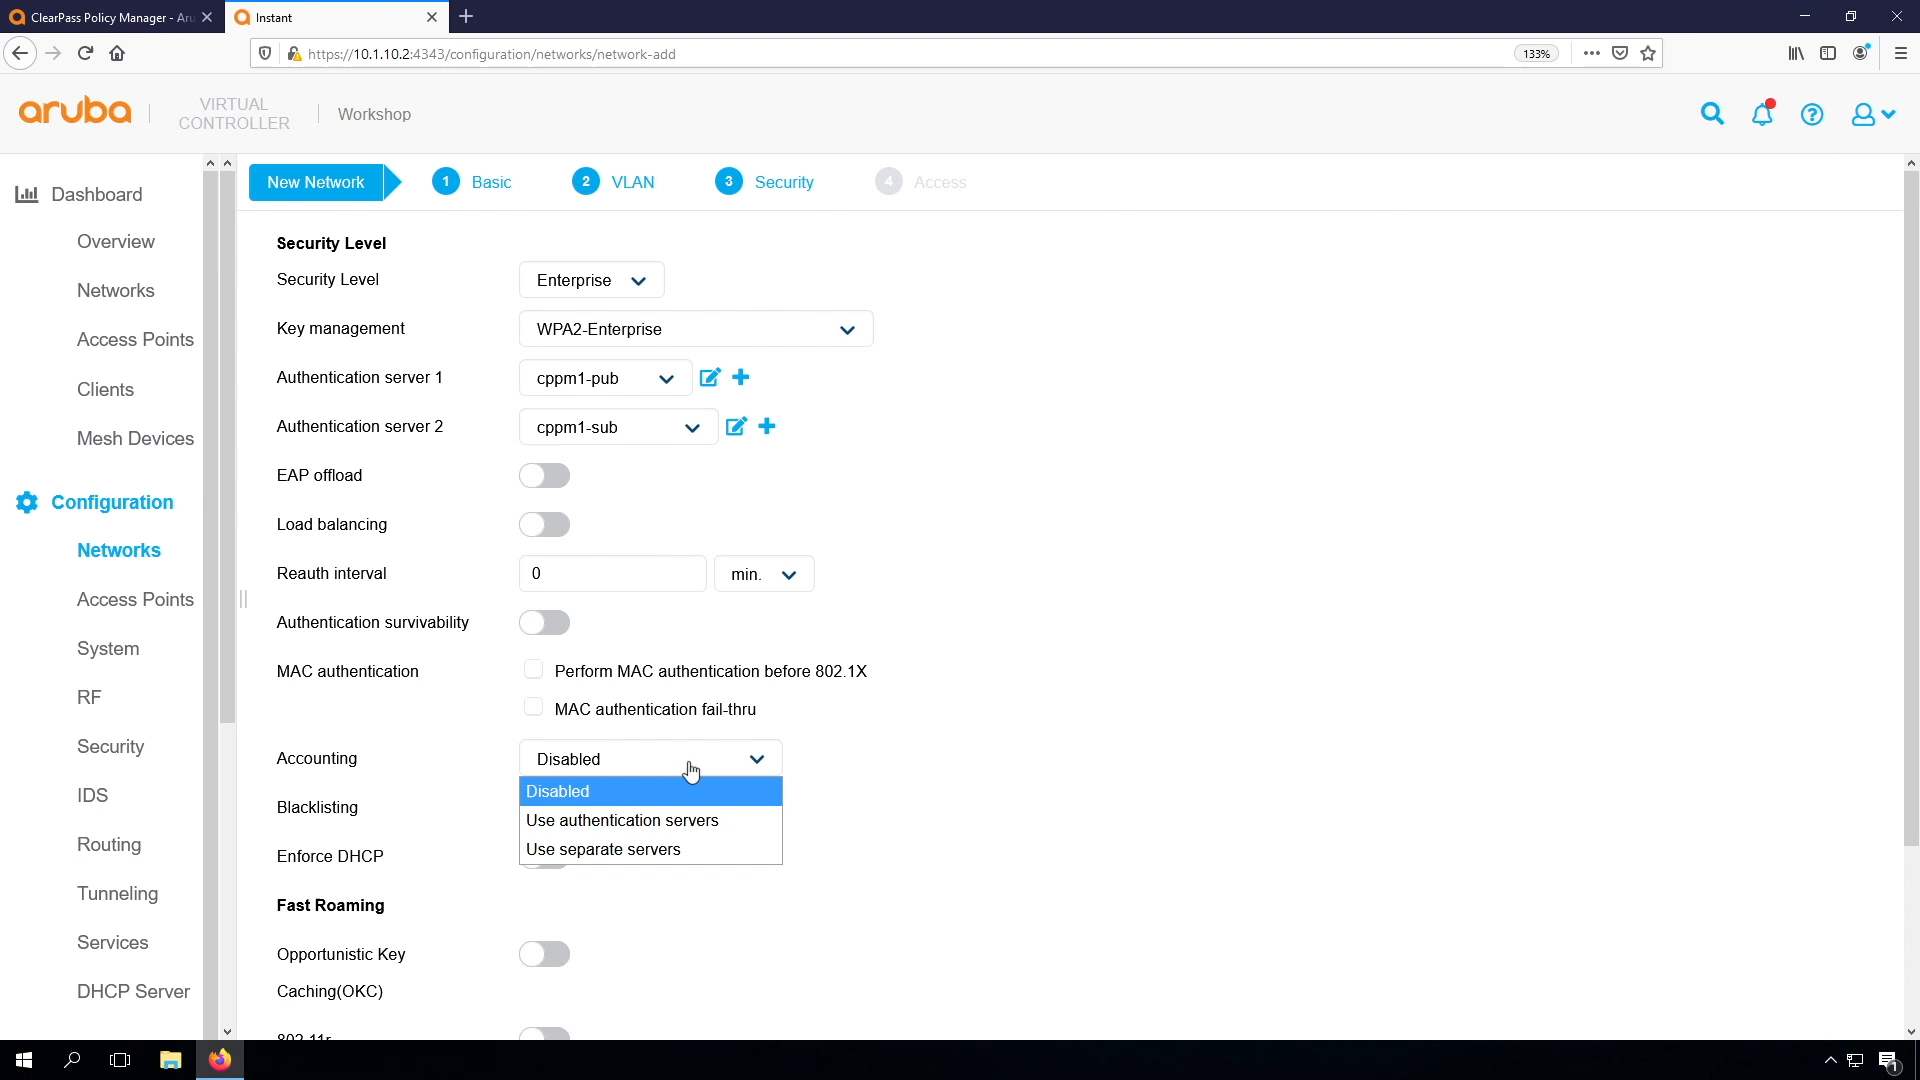 ClearPass Policy Manager - Aru
Instant
https://10.1.10.2:4343/configuration/networks/network-add
133%
aruba
VIRTUAL
CONTROLLER
Workshop
New Network
1 Basic
2 VLAN
3 Security
4 Access
Dashboard
Overview
Networks
Access Points
Clients
Mesh Devices
Configuration
Networks
Access Points
System
RF
Security
IDS
Routing
Tunneling
Services
DHCP Server
Security Level
Security Level
Enterprise
Key management
WPA2-Enterprise
Authentication server 1
cppm1-pub
Authentication server 2
cppm1-sub
EAP offload
Load balancing
Reauth interval
0
min.
Authentication survivability
MAC authentication
Perform MAC authentication before 802.1X
MAC authentication fail-thru
Accounting
Disabled
Disabled
Use authentication servers
Use separate servers
Blacklisting
Enforce DHCP
Fast Roaming
Opportunistic Key
Caching(OKC)
802.11r
1